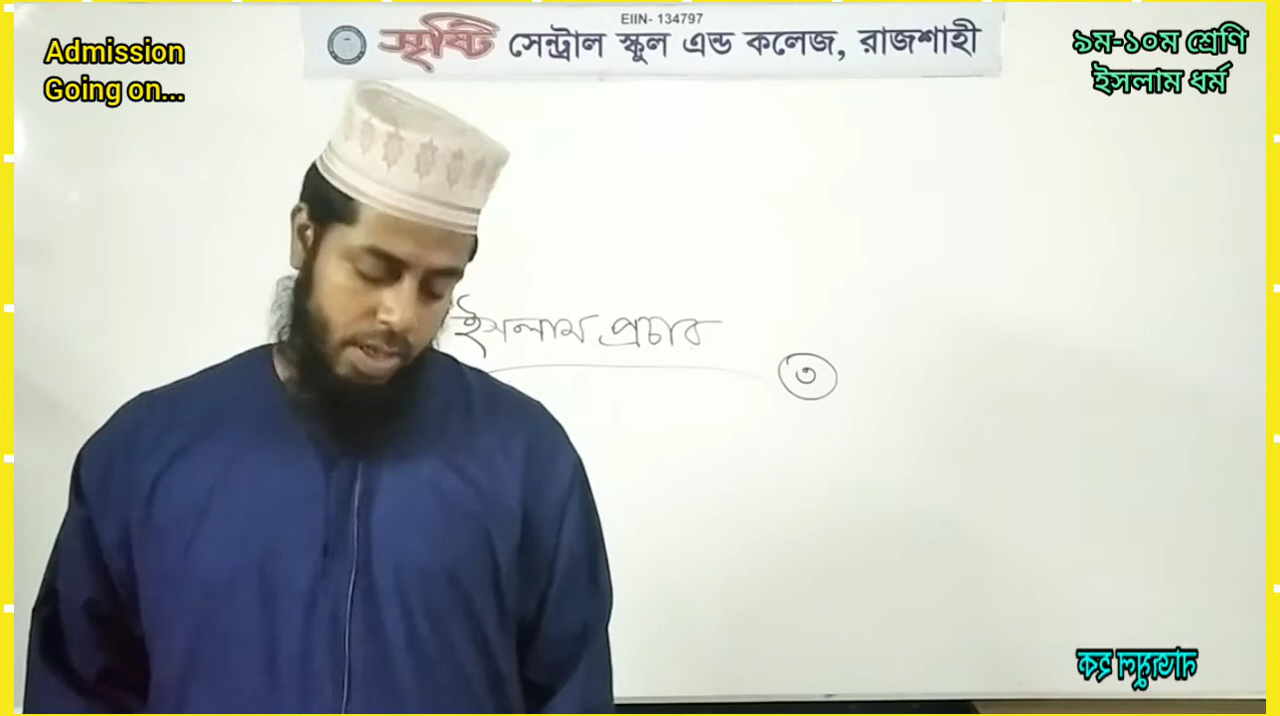 EIIN- 134797
সৃষ্টি সেন্ট্রাল স্কুল এন্ড কলেজ, রাজশাহী
Admission
Going on...
৯ম-১০ম শ্রেণি
ইসলাম ধর্ম
ইসলাম প্রচার
৩